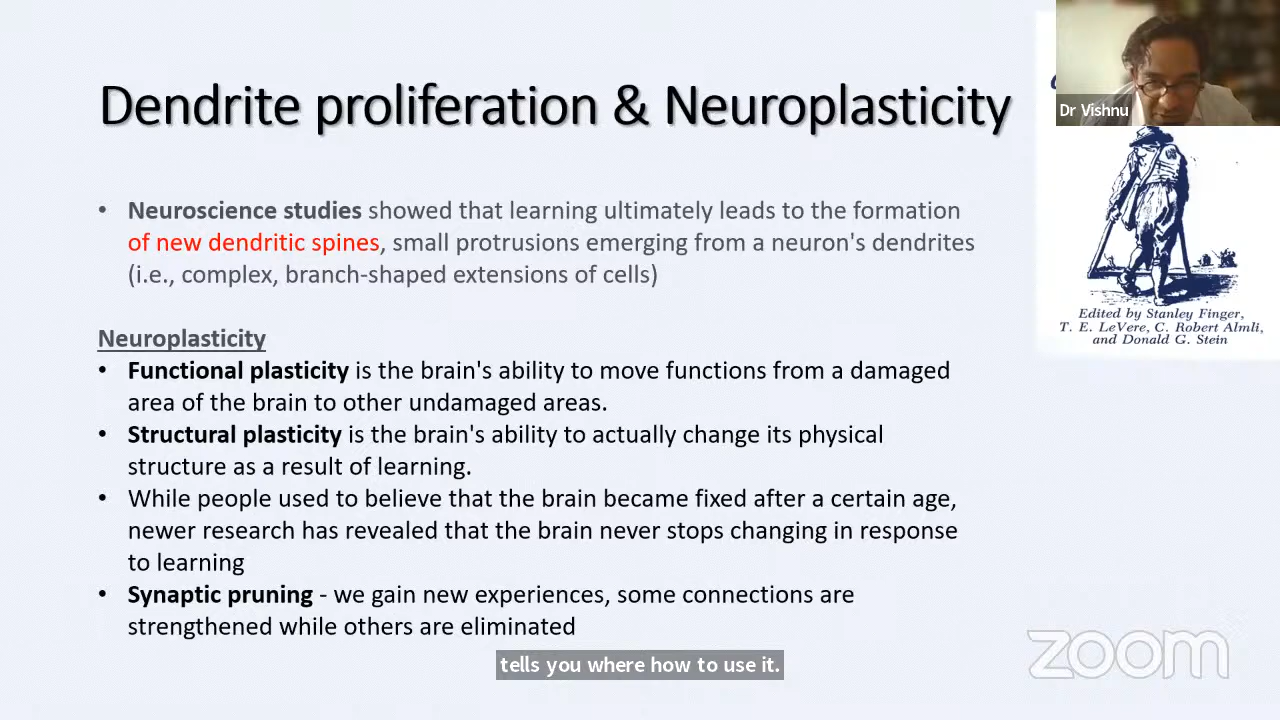 Dendrite proliferation & Neuroplasticity
Dr Vishnu
• Neuroscience studies showed that learning ultimately leads to the formation
of new dendritic spines, small protrusions emerging from a neuron's dendrites
(i.e., complex, branch-shaped extensions of cells)
Edited by Stanley Finger,
T. E. LeVere, C. Robert Almli,
and Donald G. Stein
Neuroplasticity
• Functional plasticity is the brain's ability to move functions from a damaged
area of the brain to other undamaged areas.
• Structural plasticity is the brain's ability to actually change its physical
structure as a result of learning.
• While people used to believe that the brain became fixed after a certain age,
newer research has revealed that the brain never stops changing in response
to learning
• Synaptic pruning - we gain new experiences, some connections are
strengthened while others are eliminated
tells you where how to use it.
zoom